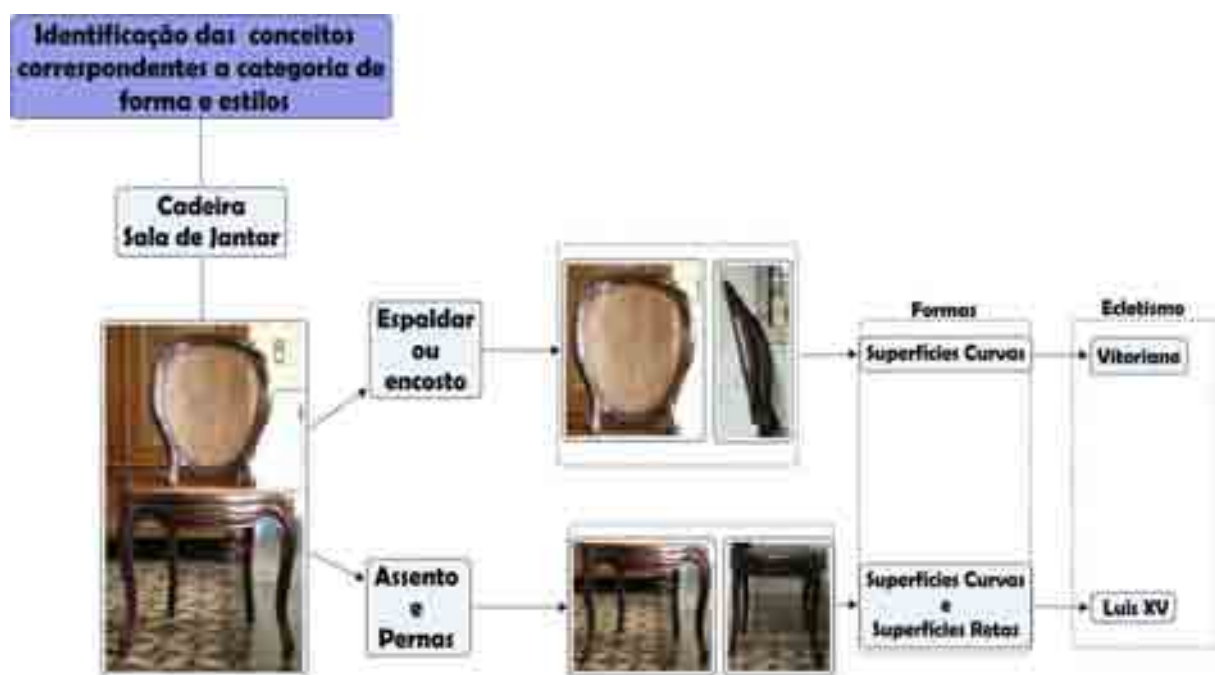 Identificação das conceitos
correspondentes a categoria de
forma e estilos
Cadeira
Sala de Jantar
Espaldar
ou
encosto
Formas
Superfícies Curvas
Ecletismo
Vitoriano
Assento
e
Pernas
Superfícies Curvas
e
Superfícies Retas
Luis XV